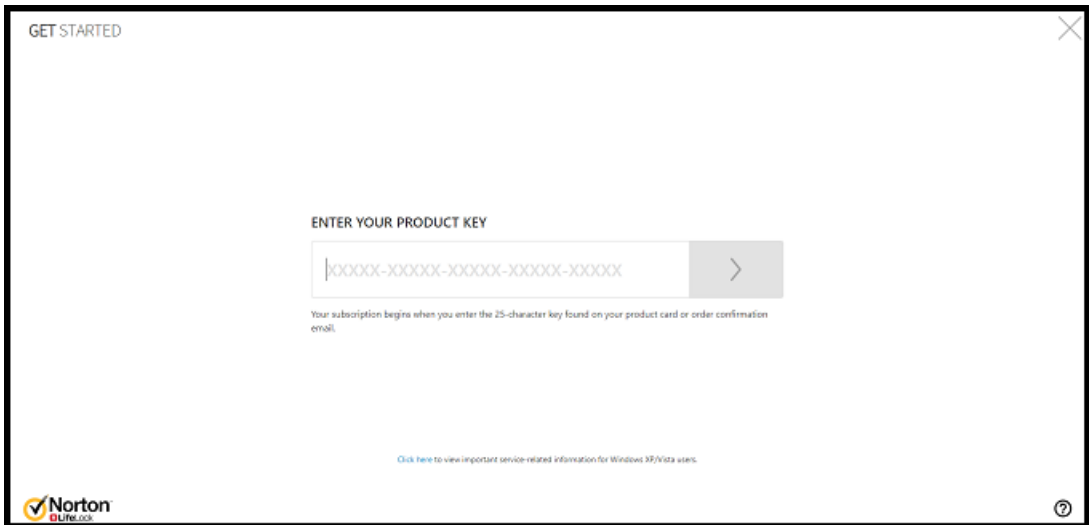 GET STARTED
ENTER YOUR PRODUCT KEY
XXXXX-XXXXX-XXXXX-XXXXX-XXXXX
Your subscription begins when you enter the 25-character key found on your product card or order confirmation
email.
Click here to view important service-related information for Windows XP/Vista users.
Norton
LifeLock